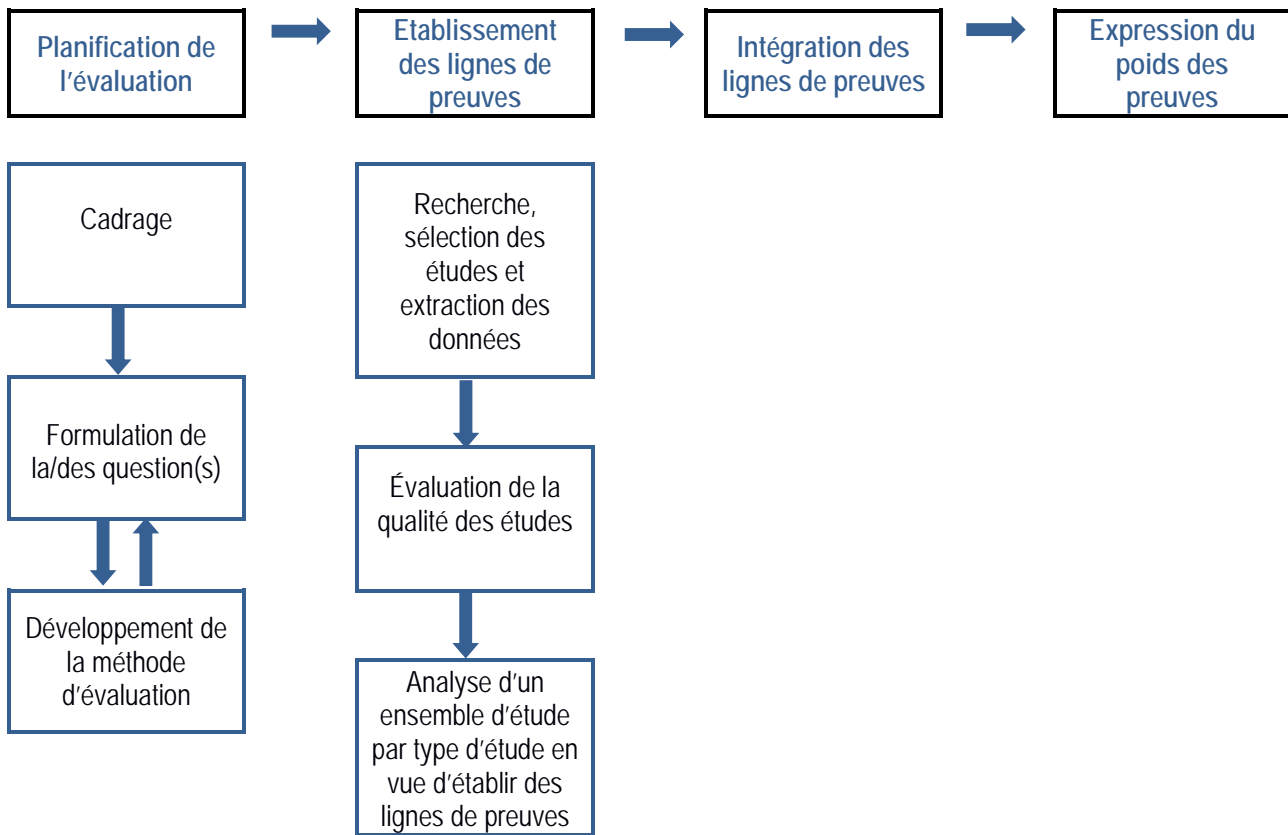 Planification de
l'évaluation
Etablissement
des lignes de
preuves
Intégration des
lignes de preuves
Expression du
poids des
preuves
Cadrage
Formulation de
la/des question(s)
Développement de
la méthode
d'évaluation
Recherche,
sélection des
études et
extraction des
données
Évaluation de la
qualité des études
Analyse d'un
ensemble d'étude
par type d'étude en
vue d'établir des
lignes de preuves